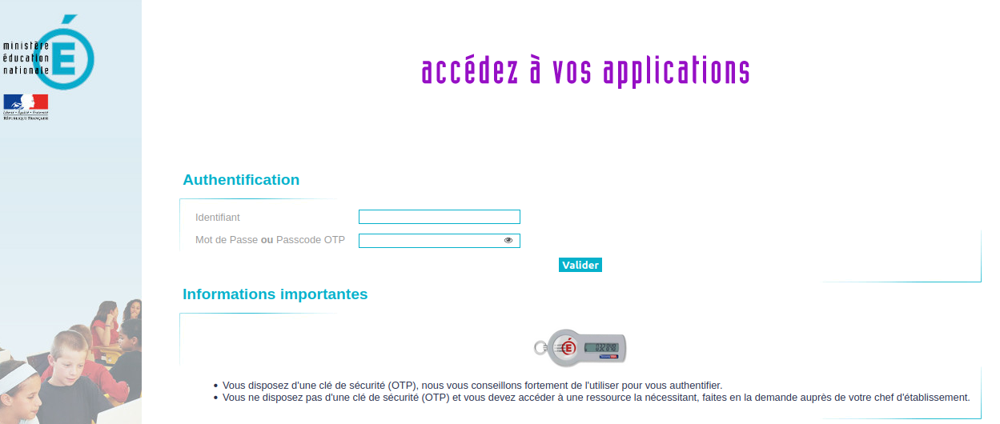 ministère
éducation
nationale
É
Liberté • Égalité • Fraternité
RÉPUBLIQUE FRANÇAISE
accédez à vos applications
Authentification
Identifiant
Mot de Passe ou Passcode OTP
Valider
Informations importantes
É
032848
Vous disposez d'une clé de sécurité (OTP), nous vous conseillons fortement de l'utiliser pour vous authentifier.
Vous ne disposez pas d'une clé de sécurité (OTP) et vous devez accéder à une ressource la nécessitant, faites en la demande auprès de votre chef d'établissement.